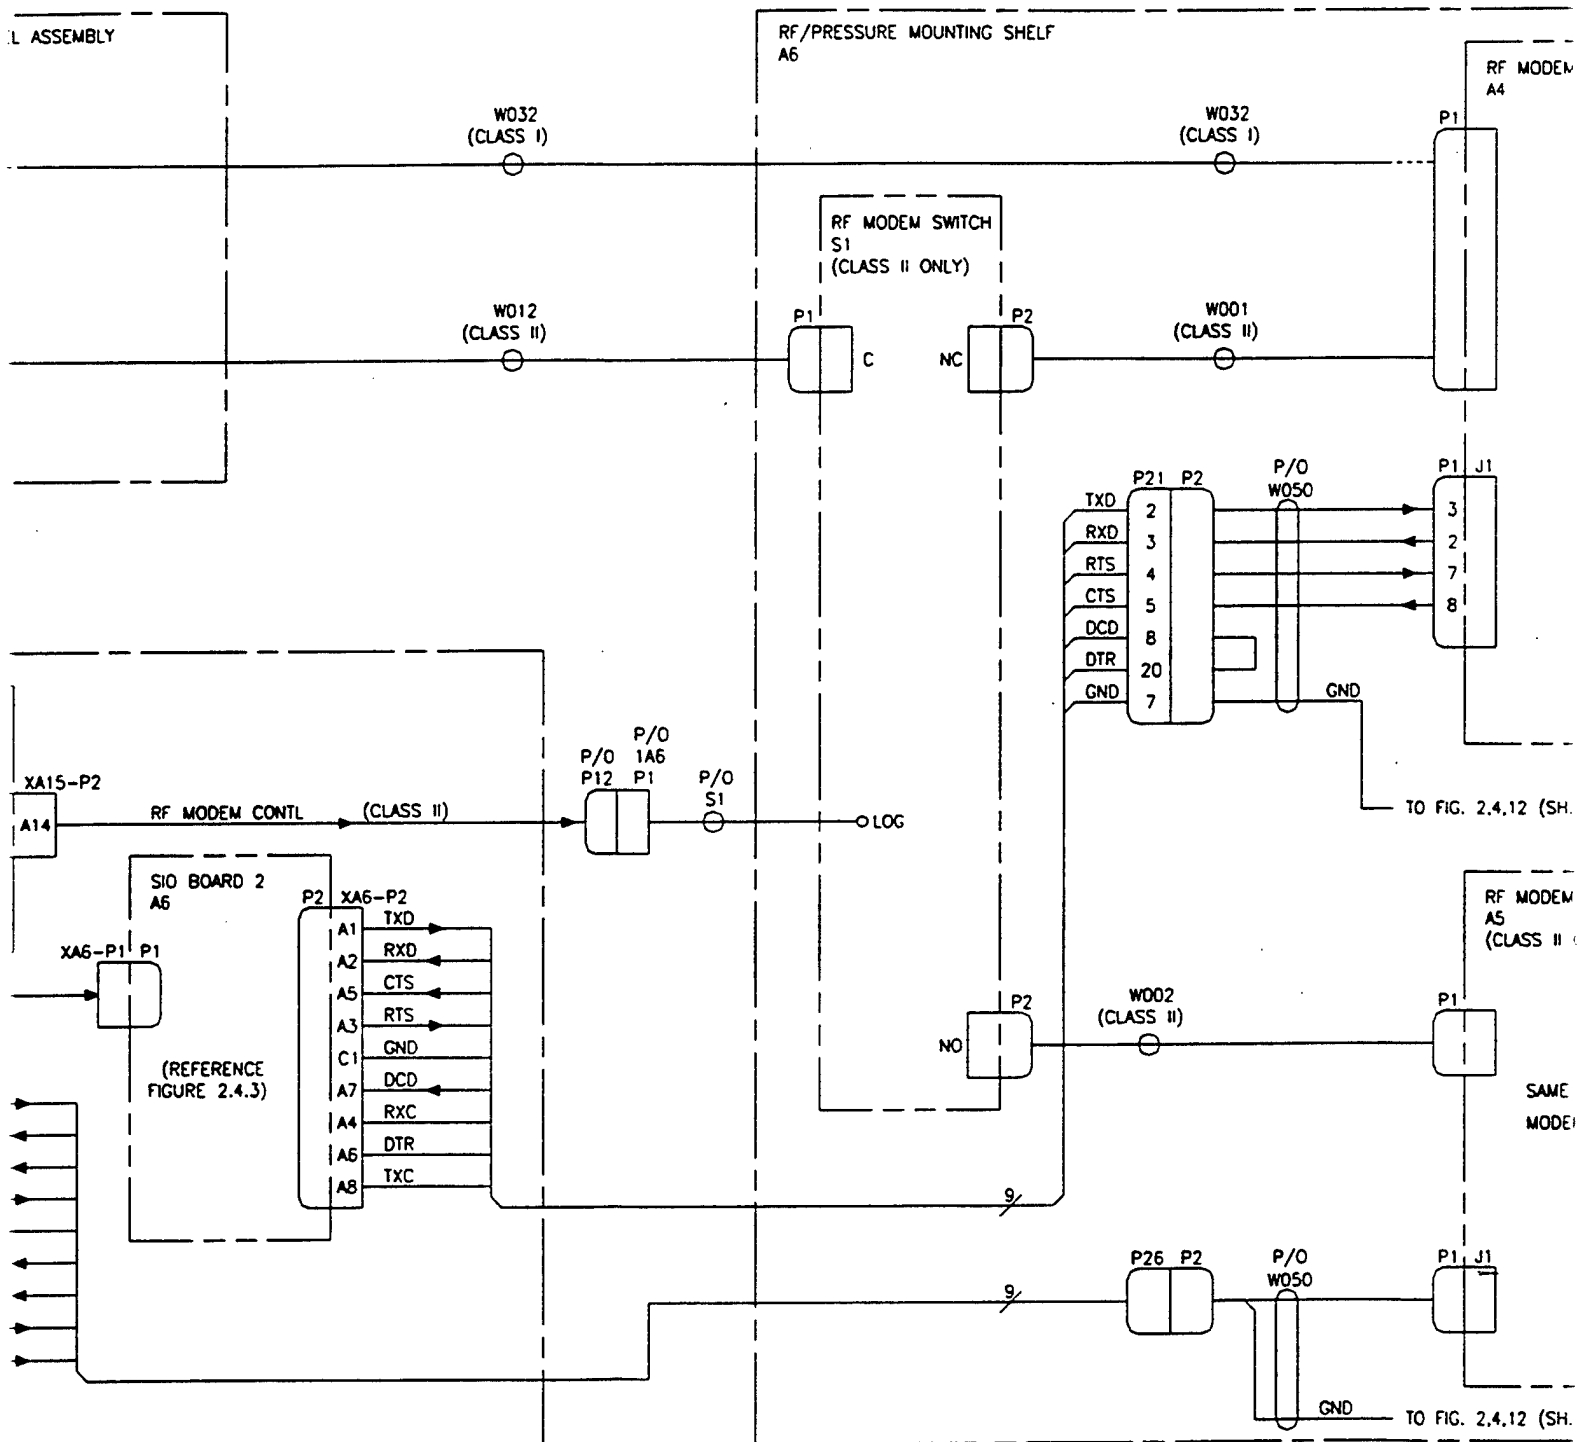 L ASSEMBLY
RF/PRESSURE MOUNTING SHELF
A6
RF MODEM
A4
P1
W032
(CLASS I)
W032
(CLASS I)
RF MODEM SWITCH
S1
(CLASS II ONLY)
W012
(CLASS II)
P1
C
NC
P2
W001
(CLASS II)
P21 P2
P/O
W050
P1 J1
TXD 2 3
RXD 3 2
RTS 4 7
CTS 5 8
DCD 8
DTR 20
GND 7 GND
TO FIG. 2,4,12 (SH.
XA15-P2
A14
RF MODEM CONTL
(CLASS II)
P/O
P12
P/O
1A6
P1
P/O
S1
LOG
SIO BOARD 2
A6
P2 XA6-P2
XA6-P1 P1
A1 TXD
A2 RXD
A5 CTS
A3 RTS
C1 GND
A7 DCD
A4 RXC
A6 DTR
A8 TXC
(REFERENCE
FIGURE 2.4.3)
RF MODEM
A5
(CLASS II
NO
P2
W002
(CLASS II)
P1
SAME
MODE
9
9
P26 P2
P/O
W050
P1 J1
GND
TO FIG. 2,4,12 (SH.